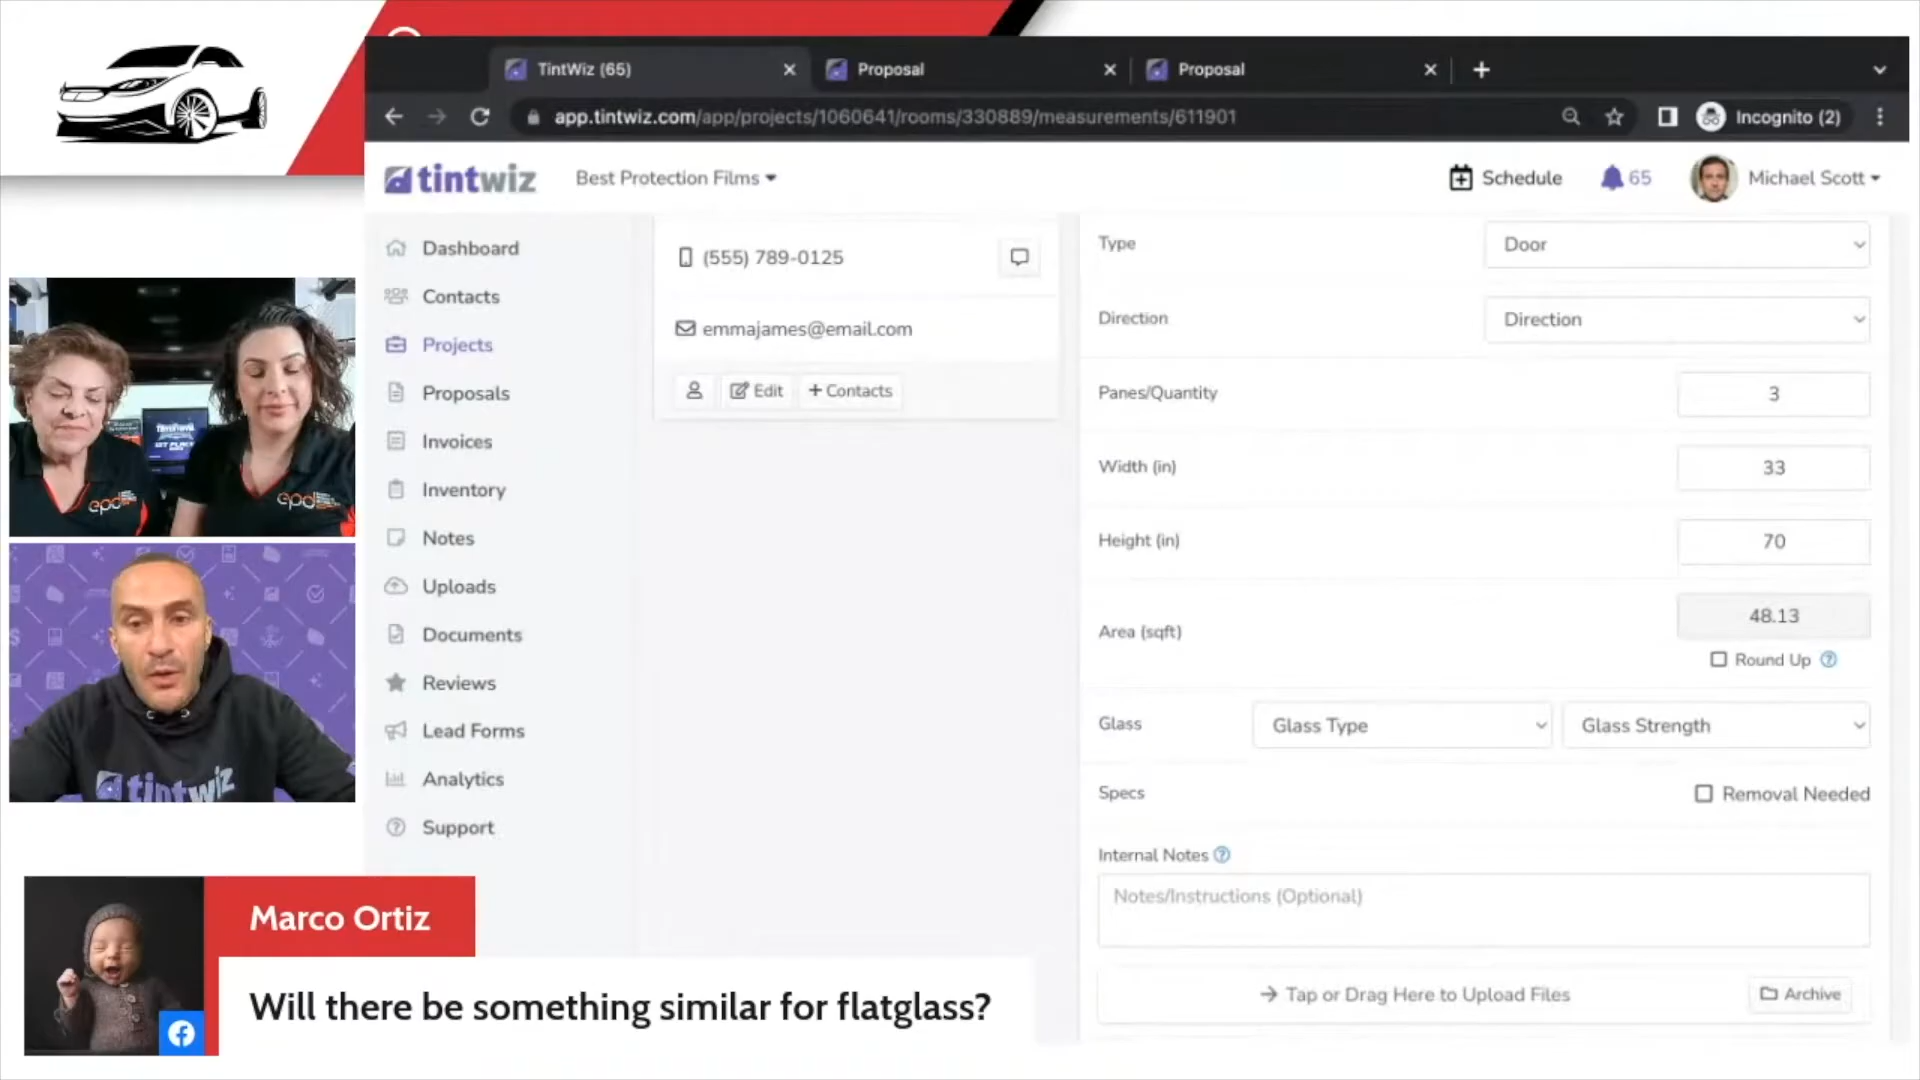 TintWiz (65)
Proposal
Proposal
app.tintwiz.com/app/projects/1060641/rooms/330889/measurements/611901
Incognito (2)
tintwiz
Best Protection Films
Schedule
65
Michael Scott
Dashboard
Contacts
Projects
Proposals
Invoices
Inventory
Notes
Uploads
Documents
Reviews
Lead Forms
Analytics
Support
(555) 789-0125
emmajames@email.com
Edit
+ Contacts
Type
Door
Direction
Direction
Panes/Quantity
3
Width (in)
33
Height (in)
70
Area (sqft)
48.13
Round Up
Glass
Glass Type
Glass Strength
Specs
Removal Needed
Internal Notes
Notes/Instructions (Optional)
→ Tap or Drag Here to Upload Files
Archive
epd
epd
tintwiz
Marco Ortiz
Will there be something similar for flatglass?